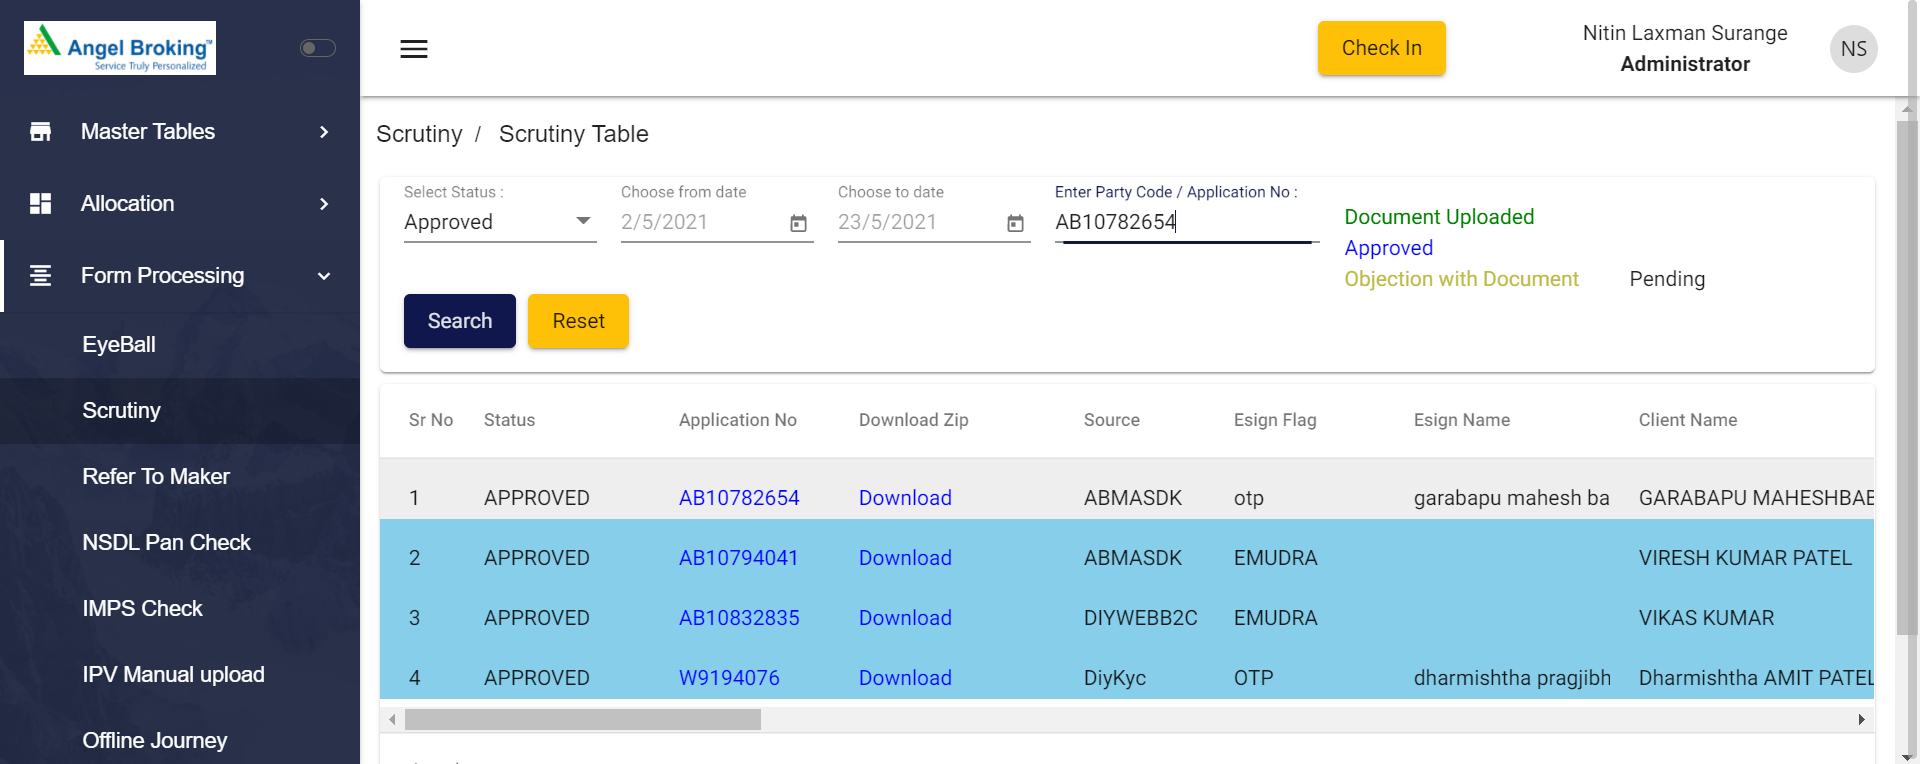 Angel Broking™
Service Truly Personalized
Check In
Nitin Laxman Surange
Administrator
NS
Master Tables
Allocation
Form Processing
EyeBall
Scrutiny
Refer To Maker
NSDL Pan Check
IMPS Check
IPV Manual upload
Offline Journey
Scrutiny / Scrutiny Table
Select Status :
Approved
Choose from date
2/5/2021
Choose to date
23/5/2021
Enter Party Code / Application No :
AB10782654
Document Uploaded
Approved
Objection with Document Pending
Search Reset
Sr No Status Application No Download Zip Source Esign Flag Esign Name Client Name
1 APPROVED AB10782654 Download ABMASDK otp garabapu mahesh ba GARABAPU MAHESHBAB
2 APPROVED AB10794041 Download ABMASDK EMUDRA VIRESH KUMAR PATEL
3 APPROVED AB10832835 Download DIYWEBB2C EMUDRA VIKAS KUMAR
4 APPROVED W9194076 Download DiyKyc OTP dharmishtha pragjibh Dharmishtha AMIT PATEL